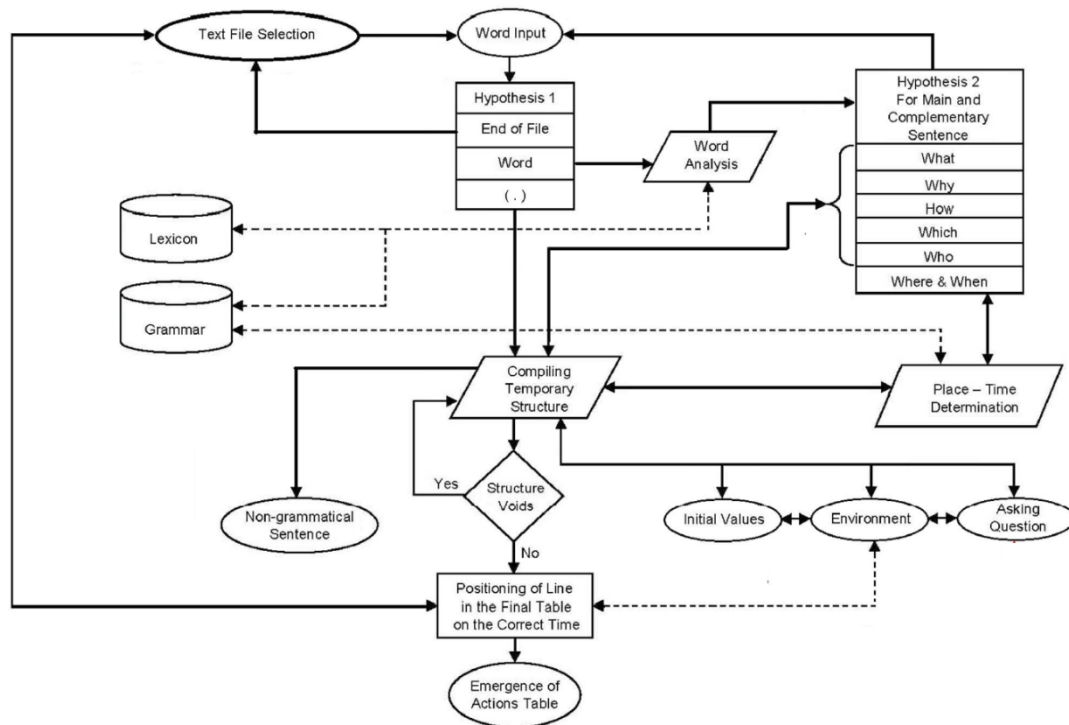 Text File Selection
Word Input
Hypothesis 1
End of File
Word
( . )
Word
Analysis
Hypothesis 2
For Main and
Complementary
Sentence
What
Why
How
Which
Who
Where & When
Lexicon
Grammar
Compiling
Temporary
Structure
Place – Time
Determination
Yes
Structure
Voids
No
Non-grammatical
Sentence
Initial Values
Environment
Asking
Question
Positioning of Line
in the Final Table
on the Correct Time
Emergence of
Actions Table